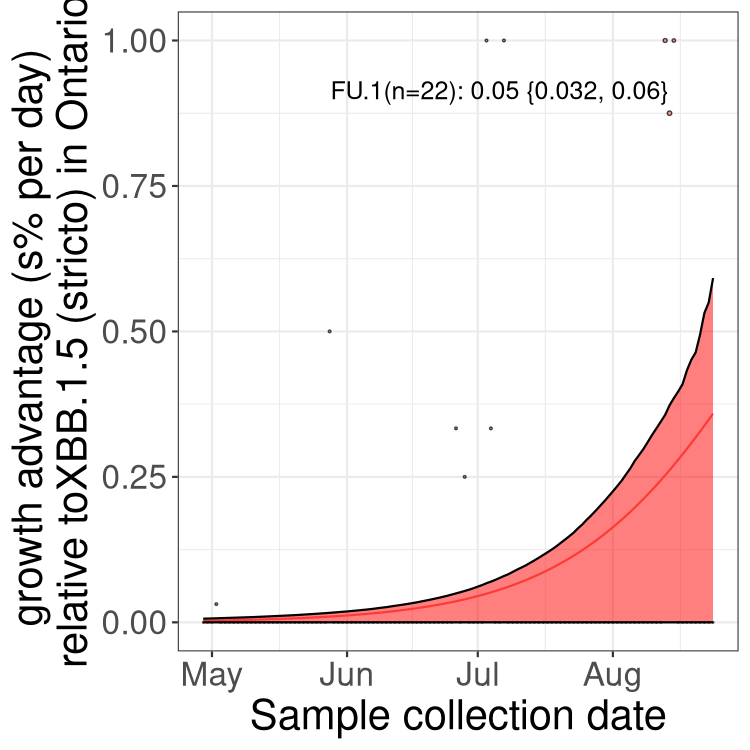 growth advantage (s% per day)
relative toXBB.1.5 (stricto) in Ontario
1.00
0.75
0.50
0.25
0.00
FU.1(n=22): 0.05 {0.032, 0.06}
May Jun Jul Aug
Sample collection date